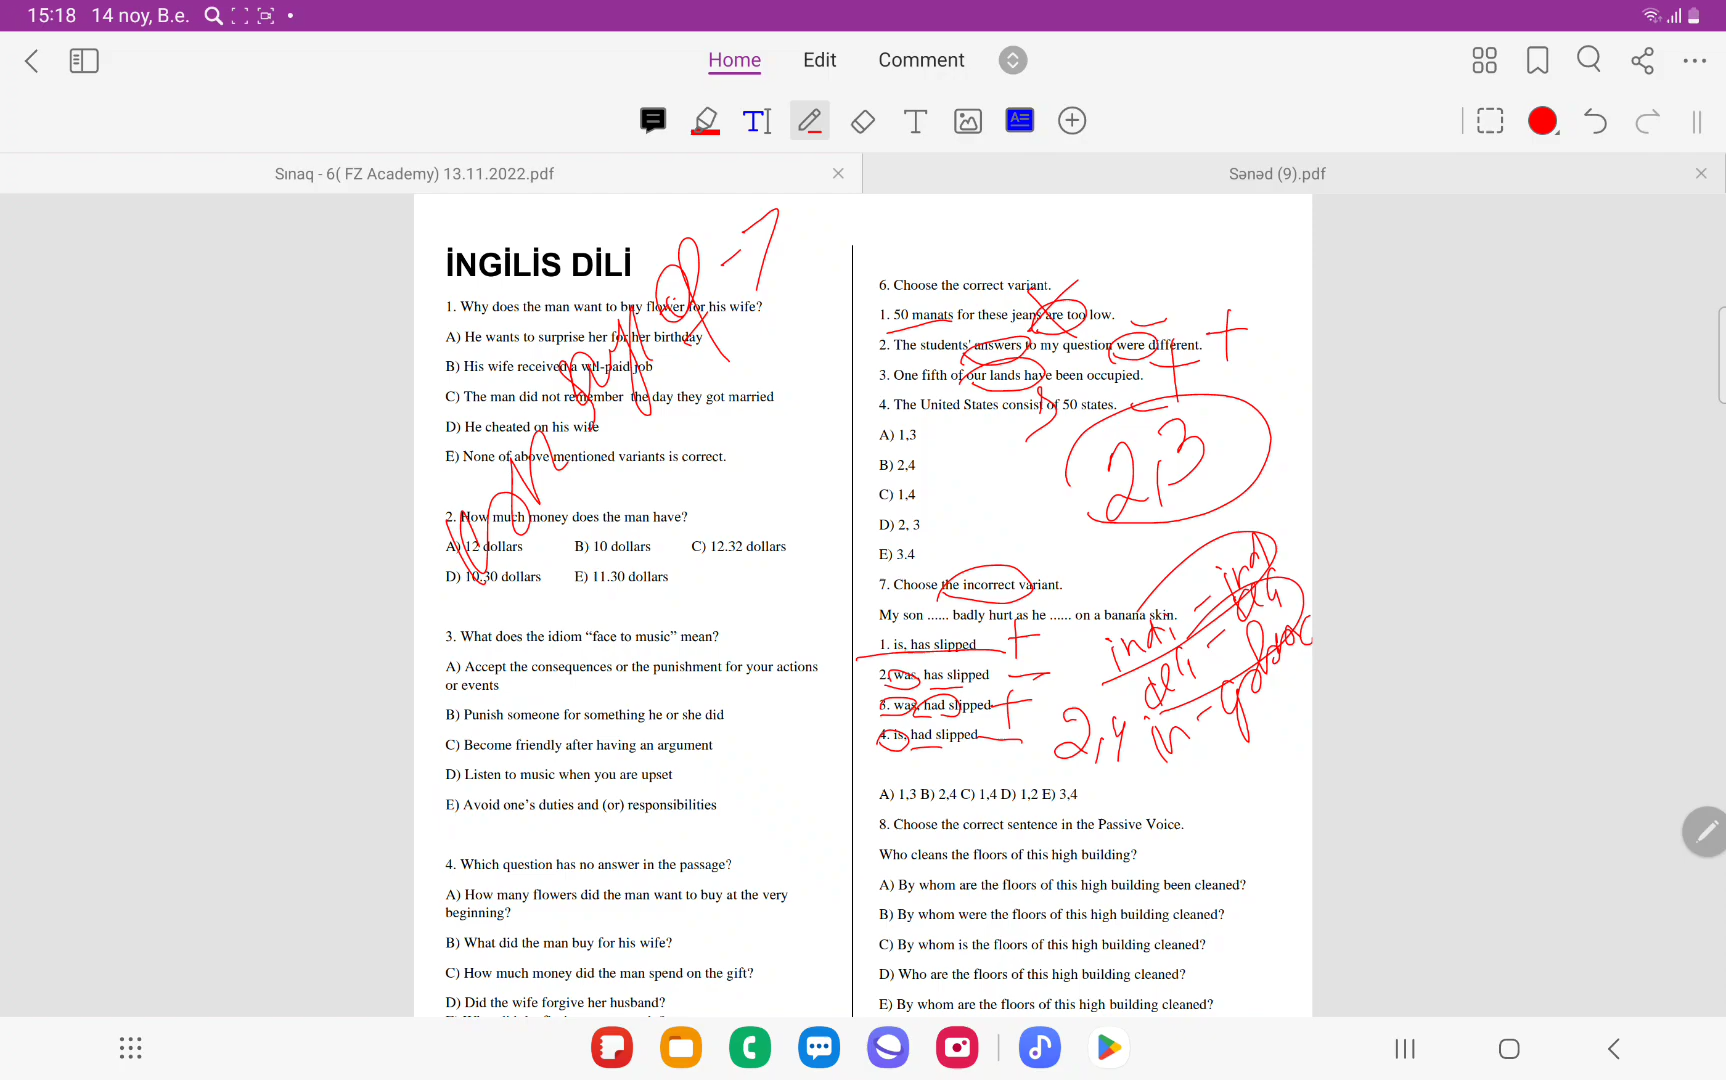 15:18 14 noy, B.e.
Home Edit Comment
Sınaq - 6( FZ Academy) 13.11.2022.pdf
Sənəd (9).pdf
İNGİLİS DİLİ
1. Why does the man want to buy flower for his wife?
A) He wants to surprise her for her birthday
B) His wife received a will-paid job
C) The man did not remember the day they got married
D) He cheated on his wife
E) None of above mentioned variants is correct.
2. How much money does the man have?
A) 12 dollars B) 10 dollars C) 12.32 dollars
D) 10.30 dollars E) 11.30 dollars
3. What does the idiom “face to music” mean?
A) Accept the consequences or the punishment for your actions
or events
B) Punish someone for something he or she did
C) Become friendly after having an argument
D) Listen to music when you are upset
E) Avoid one’s duties and (or) responsibilities
4. Which question has no answer in the passage?
A) How many flowers did the man want to buy at the very
beginning?
B) What did the man buy for his wife?
C) How much money did the man spend on the gift?
D) Did the wife forgive her husband?
6. Choose the correct variant.
1. 50 manats for these jeans are too low.
2. The students' answers to my question were different.
3. One fifth of our lands have been occupied.
4. The United States consist of 50 states.
s
A) 1,3
B) 2,4
C) 1,4
D) 2, 3
E) 3.4
2,3
7. Choose the incorrect variant.
My son ...... badly hurt as he ...... on a banana skin.
1. is, has slipped +
2. was, has slipped –
3. was, had slipped +
4. is, had slipped –
2,4
A) 1,3 B) 2,4 C) 1,4 D) 1,2 E) 3,4
8. Choose the correct sentence in the Passive Voice.
Who cleans the floors of this high building?
A) By whom are the floors of this high building been cleaned?
B) By whom were the floors of this high building cleaned?
C) By whom is the floors of this high building cleaned?
D) Who are the floors of this high building cleaned?
E) By whom are the floors of this high building cleaned?